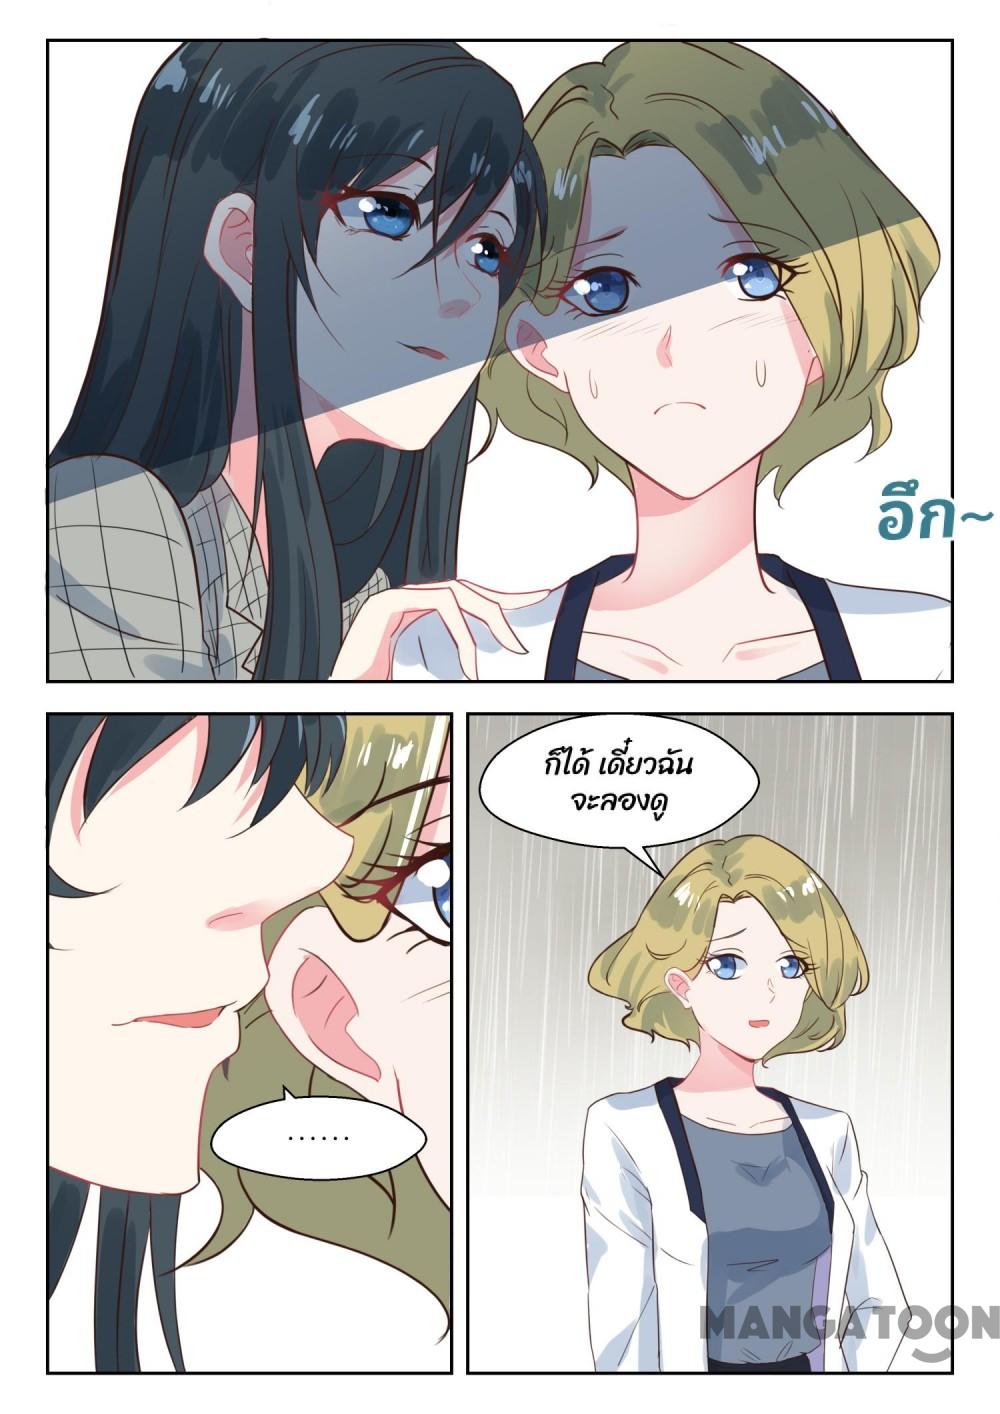 อึก~
......
ก็ได้ เดี๋ยวฉัน
จะลองดู
MANGATOON